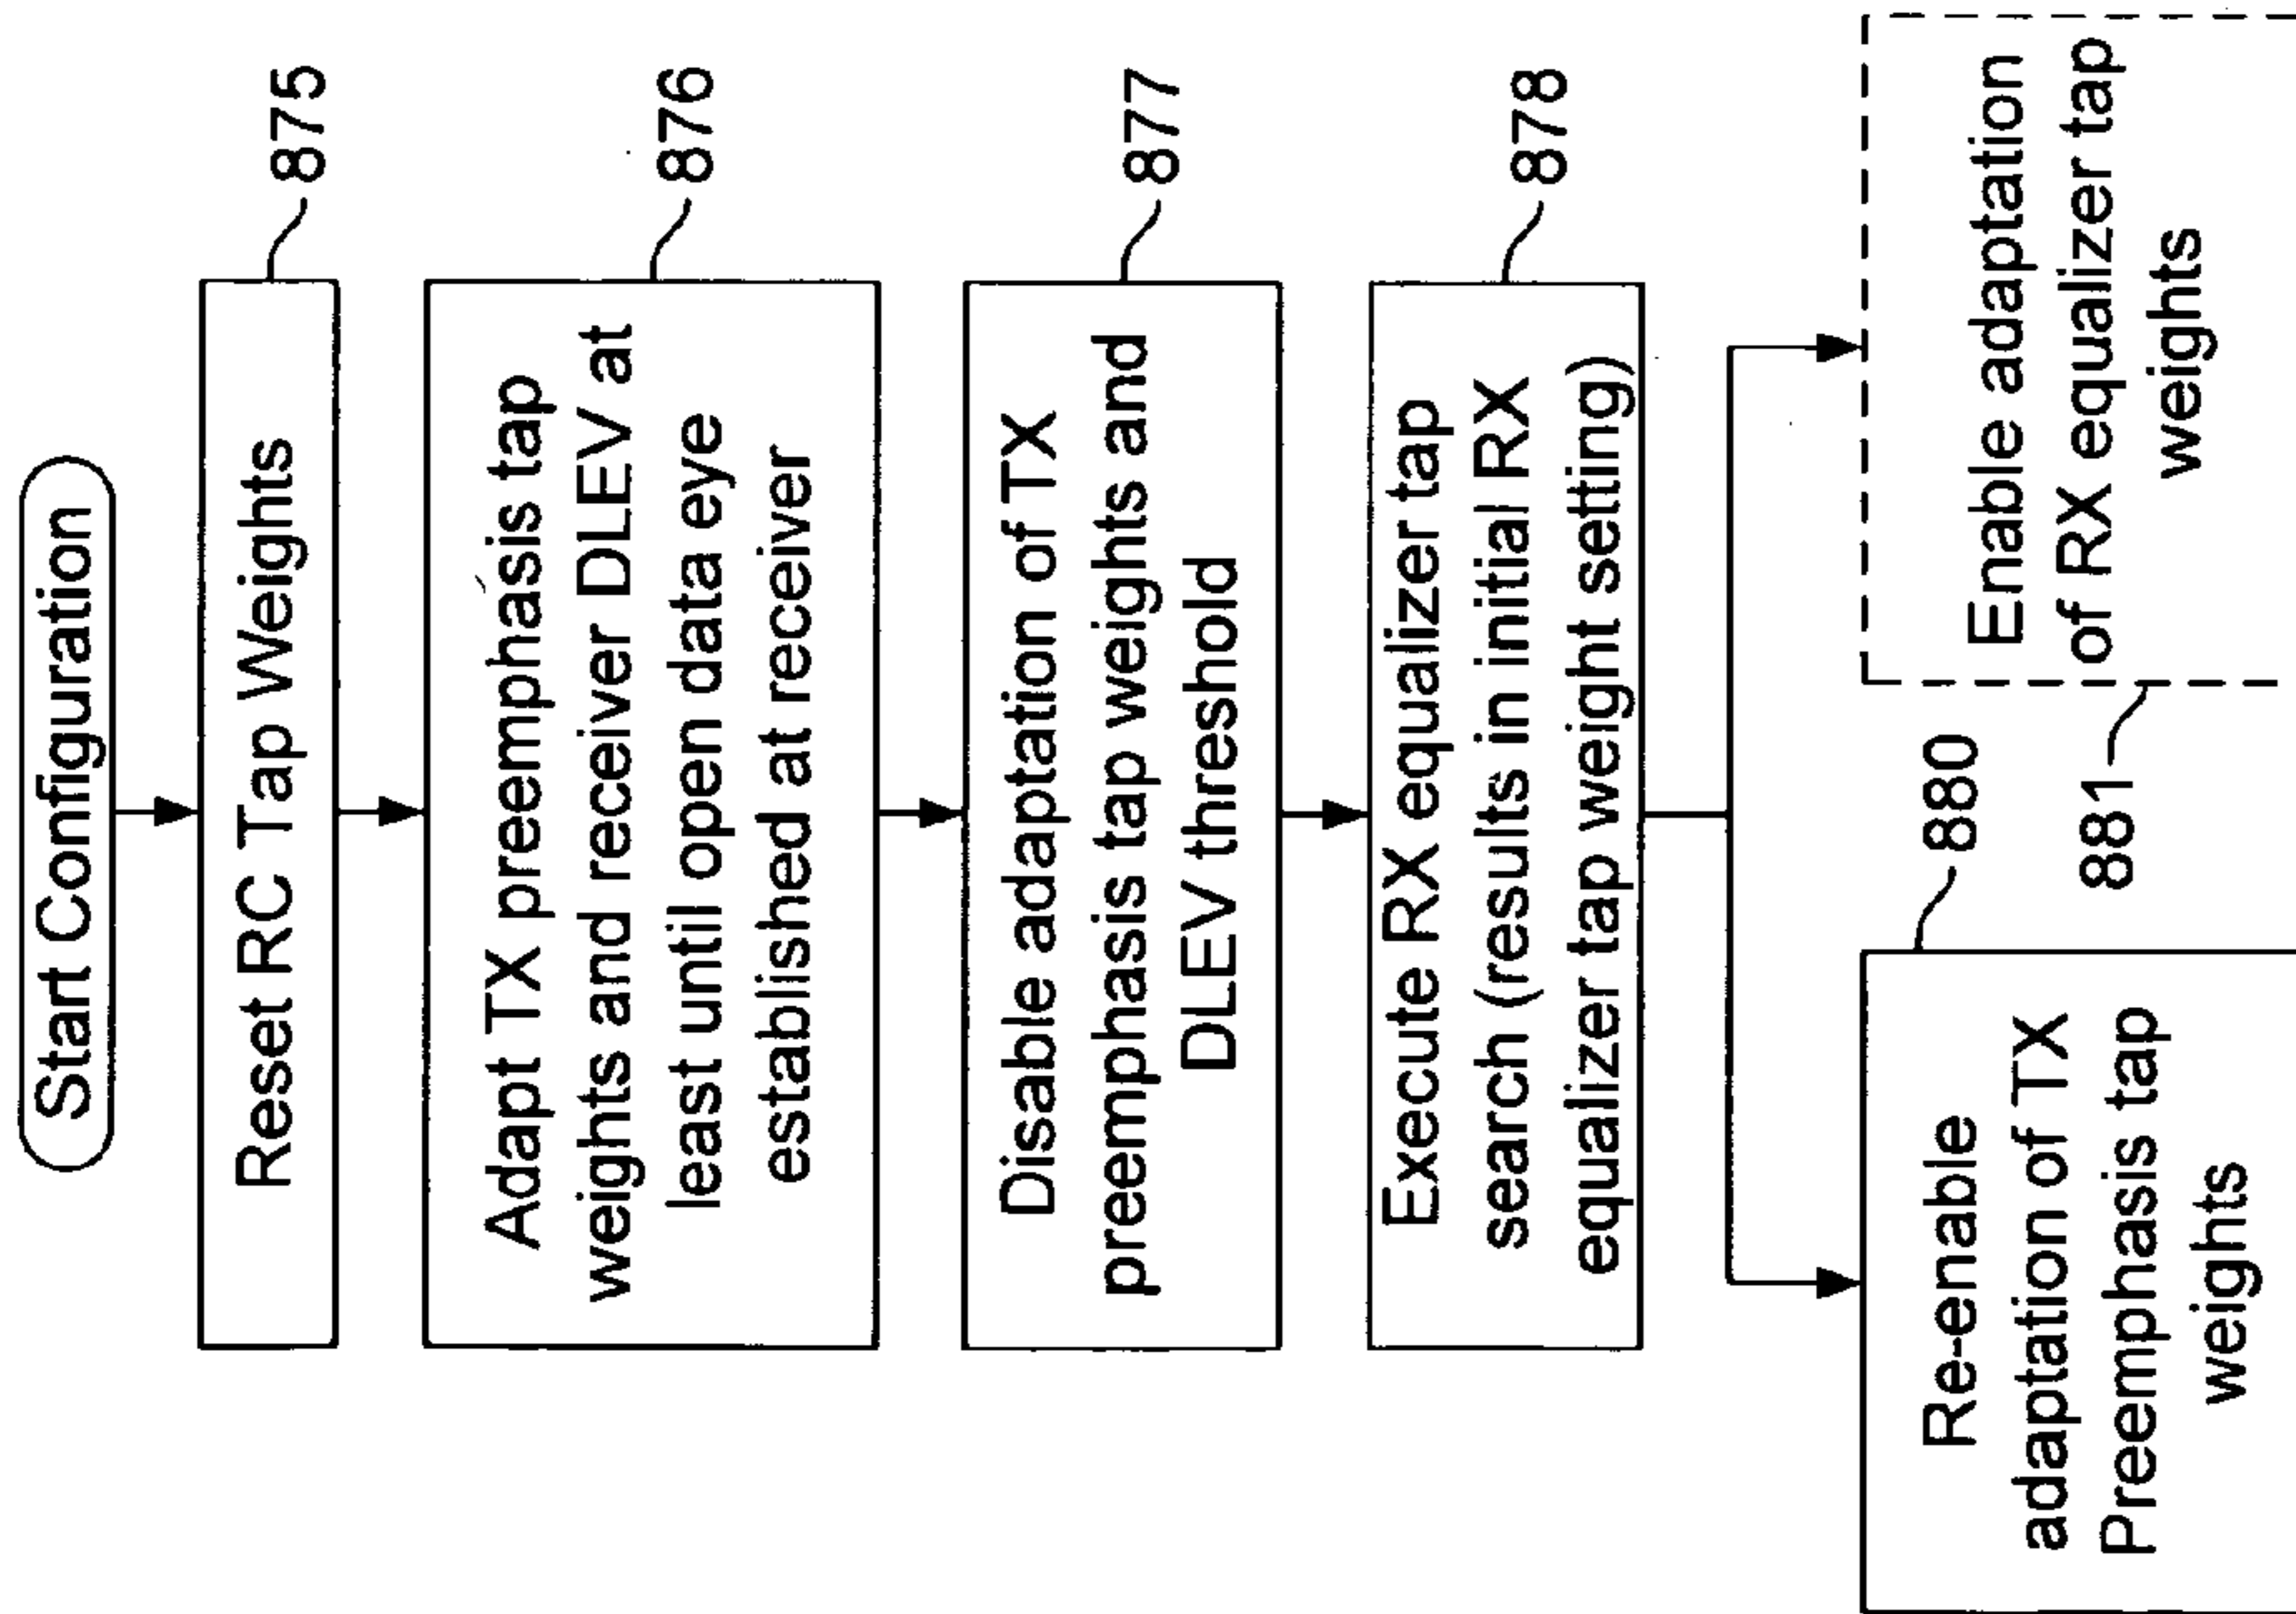 Start Configuration
Reset RC Tap Weights
875
Adapt TX preemphasis tap
weights and receiver DLEV at
least until open data eye
established at receiver
876
Disable adaptation of TX
preemphasis tap weights and
DLEV threshold
877
Execute RX equalizer tap
search (results in initial RX
equalizer tap weight setting)
878
Re-enable
adaptation of TX
Preemphasis tap
weights
880
Enable adaptation
of RX equalizer tap
weights
881